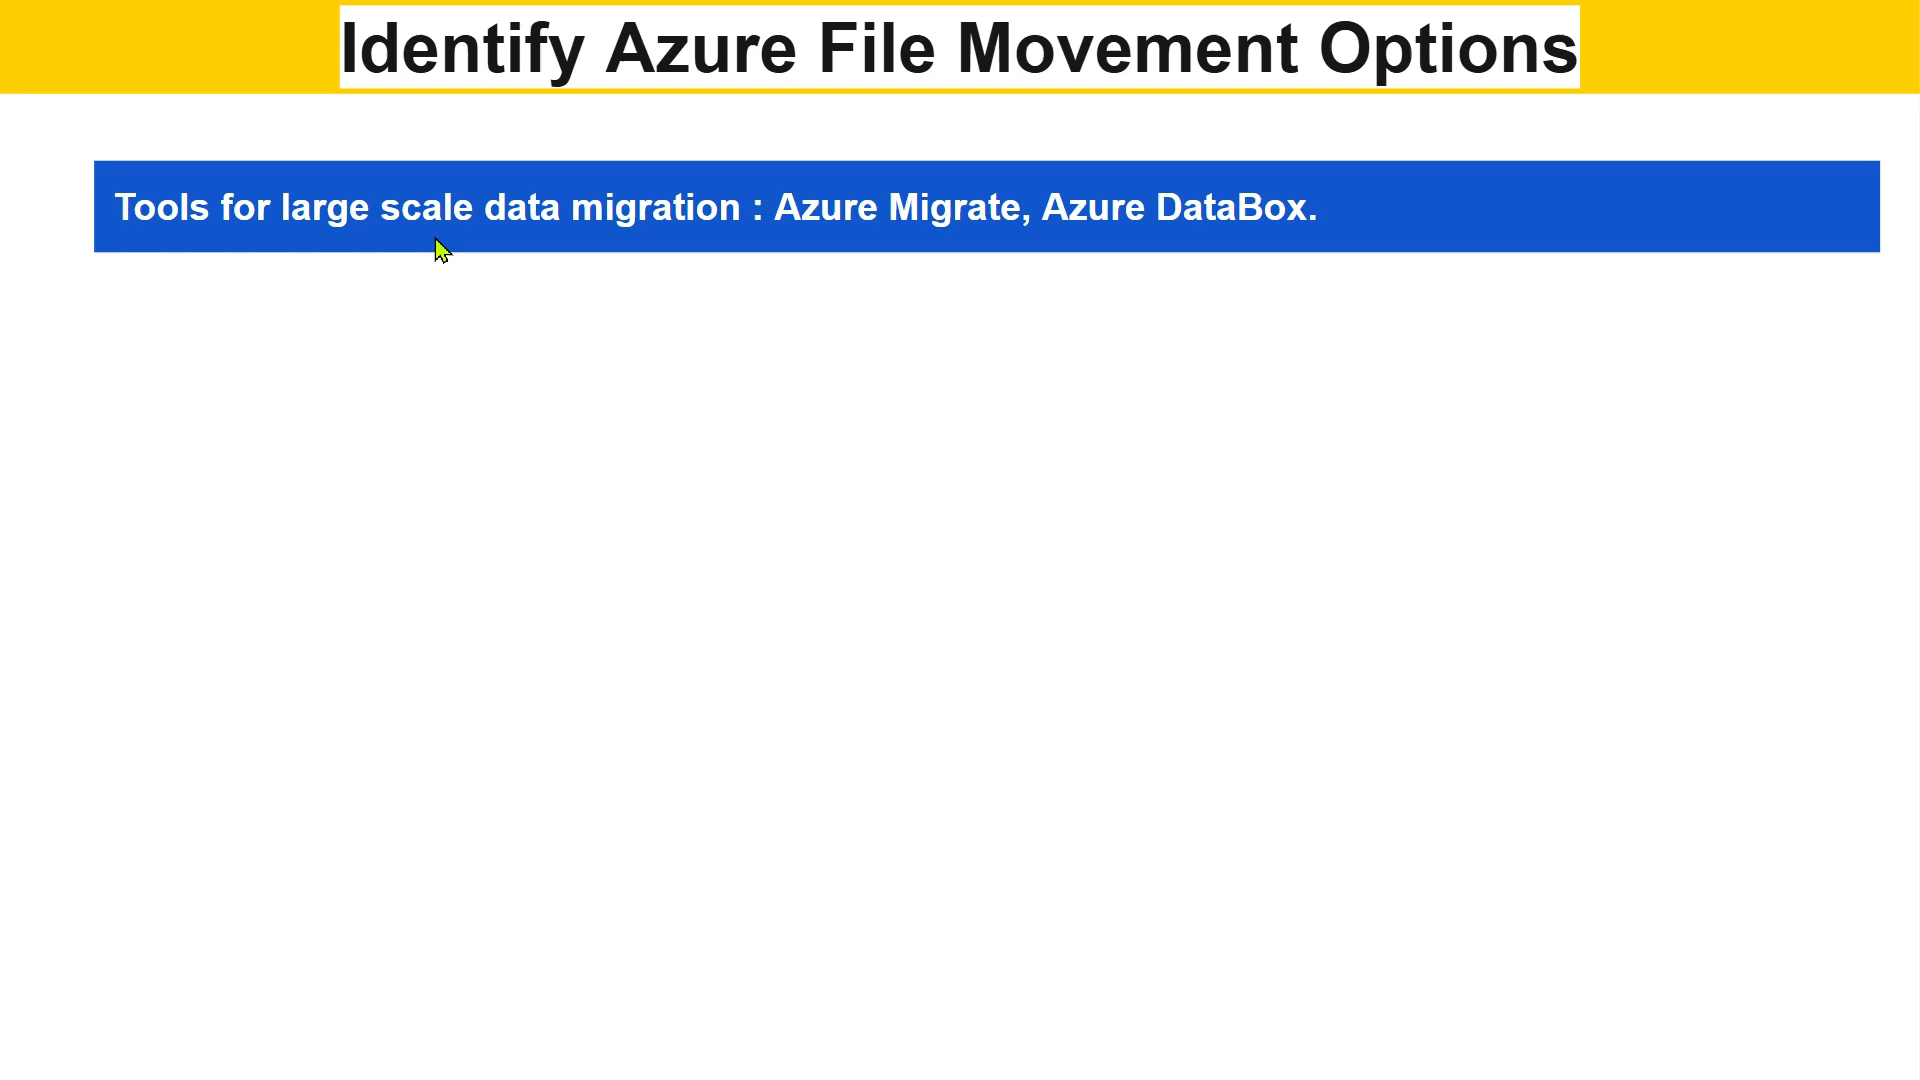 Identify Azure File Movement Options
Tools for large scale data migration : Azure Migrate, Azure DataBox.